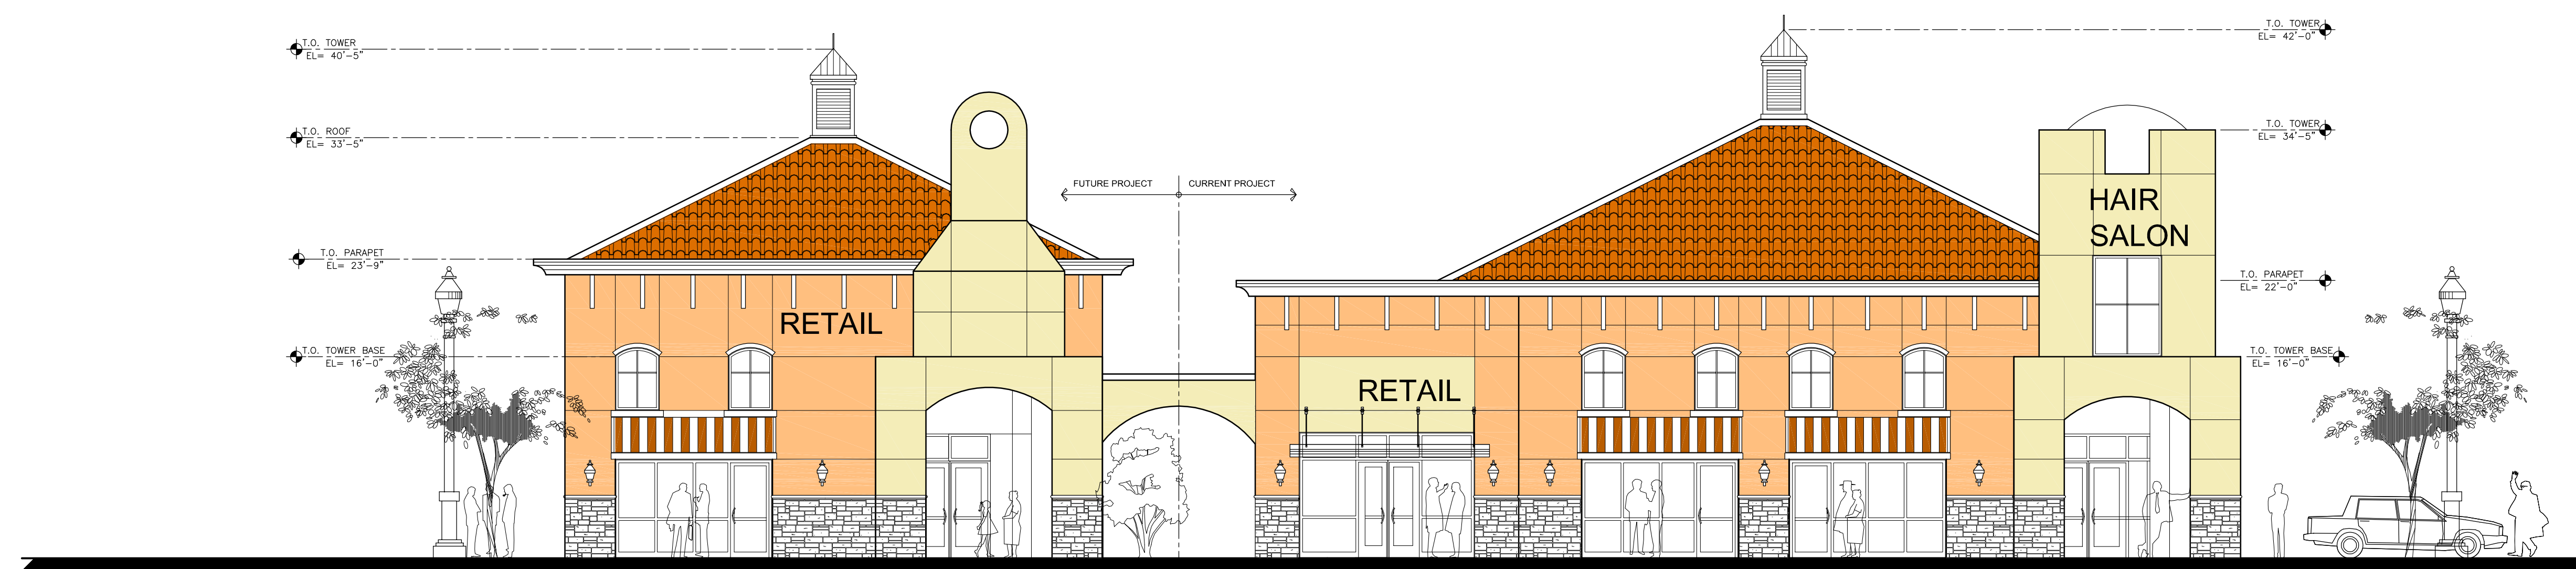 T.O. TOWER
EL= 40'-5"
T.O. ROOF
EL= 33'-5"
T.O. PARAPET
EL= 23'-9"
T.O. TOWER BASE
EL= 16'-0"
RETAIL
FUTURE PROJECT
CURRENT PROJECT
RETAIL
HAIR
SALON
T.O. TOWER
EL= 42'-0"
T.O. TOWER
EL= 34'-5"
T.O. PARAPET
EL= 22'-0"
T.O. TOWER BASE
EL= 16'-0"